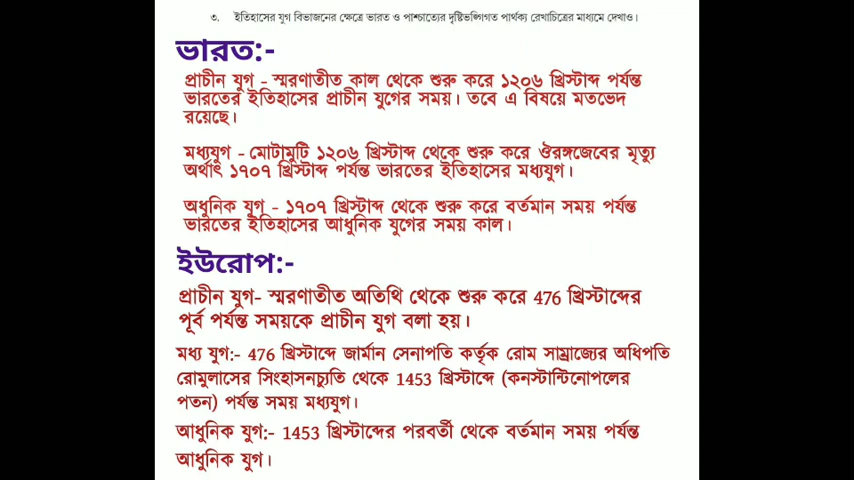 ৩. ইতিহাসের যুগ বিভাজনের ক্ষেত্রে ভারত ও পাশ্চাত্যের দৃষ্টিভঙ্গিগত পার্থক্য রেখাচিত্রের মাধ্যমে দেখাও।
ভারত:-
প্রাচীন যুগ - স্মরণাতীত কাল থেকে শুরু করে ১২০৬ খ্রিস্টাব্দ পর্যন্ত
ভারতের ইতিহাসের প্রাচীন যুগের সময়। তবে এ বিষয়ে মতভেদ
রয়েছে।
মধ্যযুগ - মোটামুটি ১২০৬ খ্রিস্টাব্দ থেকে শুরু করে ঔরঙ্গজেবের মৃত্যু
অর্থাৎ ১৭০৭ খ্রিস্টাব্দ পর্যন্ত ভারতের ইতিহাসের মধ্যযুগ।
অধুনিক যুগ - ১৭০৭ খ্রিস্টাব্দ থেকে শুরু করে বর্তমান সময় পর্যন্ত
ভারতের ইতিহাসের আধুনিক যুগের সময় কাল।
ইউরোপ:-
প্রাচীন যুগ- স্মরণাতীত অতিথি থেকে শুরু করে 476 খ্রিস্টাব্দের
পূর্ব পর্যন্ত সময়কে প্রাচীন যুগ বলা হয়।
মধ্য যুগ:- 476 খ্রিস্টাব্দে জার্মান সেনাপতি কর্তৃক রোম সাম্রাজ্যের অধিপতি
রোমুলাসের সিংহাসনচ্যুতি থেকে 1453 খ্রিস্টাব্দে (কনস্টান্টিনোপলের
পতন) পর্যন্ত সময় মধ্যযুগ।
আধুনিক যুগ:- 1453 খ্রিস্টাব্দের পরবর্তী থেকে বর্তমান সময় পর্যন্ত
আধুনিক যুগ।